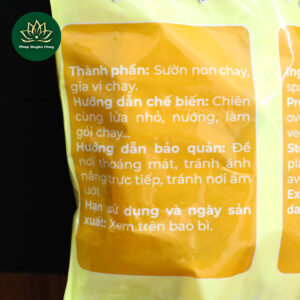 Pháp Duyên Chay
Thành phần: Sườn non chay,
gia vị chay.
Hướng dẫn chế biến: Chiên
cùng lửa nhỏ, nướng, làm
gỏi chay...
Hướng dẫn bảo quản: Để
nơi thoáng mát, tránh ánh
nắng trực tiếp, tránh nơi ẩm
ướt
Hạn sử dụng và ngày sản
xuất: Xem trên bao bì.